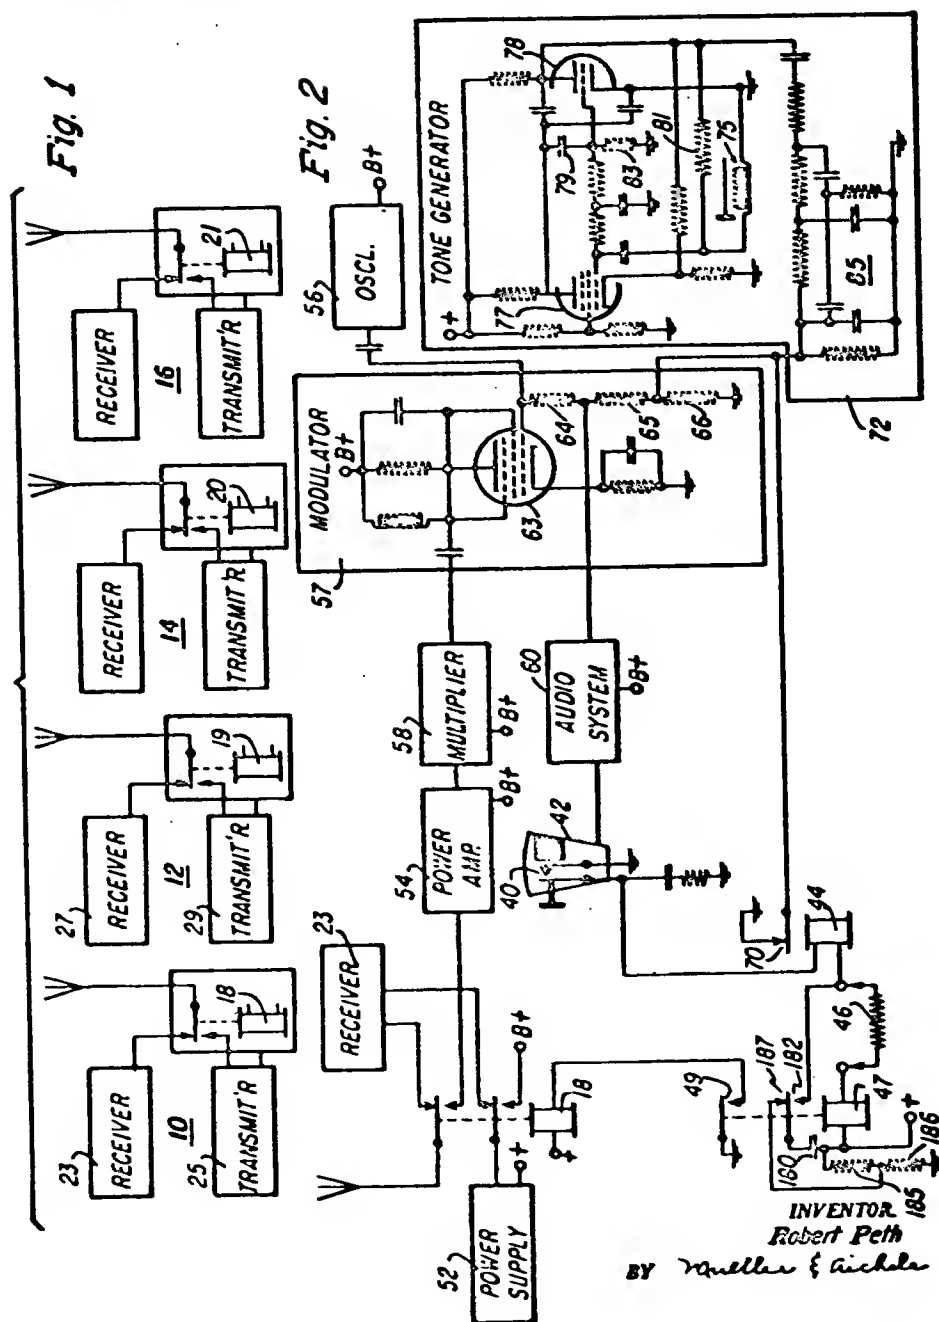 Fig. 1
RECEIVER
23
10
TRANSMIT'R
25
18
RECEIVER
27
12
TRANSMIT'R
29
19
RECEIVER
14
TRANSMIT'R
20
RECEIVER
16
TRANSMIT'R
21
Fig. 2
RECEIVER
23
POWER SUPPLY
52
+
B+
18
+
POWER AMP.
54
B+
MULTIPLIER
58
B+
MODULATOR
57
B+
63
64
65
66
OSCL.
56
B+
AUDIO SYSTEM
60
B+
40
42
44
70
46
47
49
187
182
160
+
185
186
TONE GENERATOR
72
+
77
78
79
83
81
75
85
INVENTOR
Robert Peth
BY Mueller & Aichele